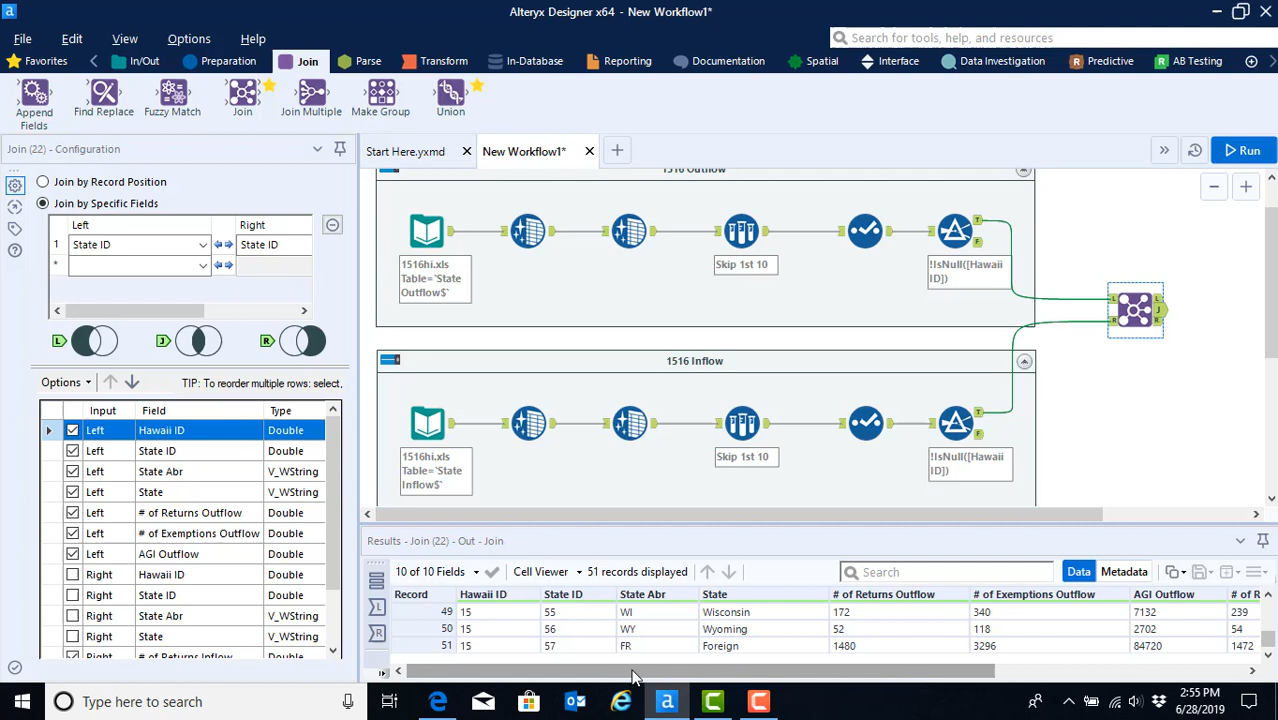 a
Alteryx Designer x64 - New Workflow1*
File Edit View Options Help
Search for tools, help, and resources
Favorites In/Out Preparation Join Parse Transform In-Database Reporting Documentation Spatial Interface Data Investigation Predictive AB Testing
Append Fields
Find Replace
Fuzzy Match
Join
Join Multiple
Make Group
Union
Join (22) - Configuration
Start Here.yxmd
New Workflow1*
Run
Join by Record Position
Join by Specific Fields
Left Right
1 State ID State ID
*
L J R
Options TIP: To reorder multiple rows: select,
Input Field Type
Left Hawaii ID Double
Left State ID Double
Left State Abr V_WString
Left State V_WString
Left # of Returns Outflow Double
Left # of Exemptions Outflow Double
Left AGI Outflow Double
Right Hawaii ID Double
Right State ID Double
Right State Abr V_WString
Right State V_WString
Right # of Returns Inflow Double
1516 Outflow
1516hi.xls
Table=`State
Outflow$`
Skip 1st 10
!IsNull([Hawaii
ID])
T
F
L L
J
R R
1516 Inflow
1516hi.xls
Table=`State
Inflow$`
Skip 1st 10
!IsNull([Hawaii
ID])
T
F
Results - Join (22) - Out - Join
10 of 10 Fields Cell Viewer 51 records displayed Search Data Metadata
Record Hawaii ID State ID State Abr State # of Returns Outflow # of Exemptions Outflow AGI Outflow # of R
49 15 55 WI Wisconsin 172 340 7132 239
50 15 56 WY Wyoming 52 118 2702 54
51 15 57 FR Foreign 1480 3296 84720 1472
L
R
Type here to search
2:55 PM
6/28/2019